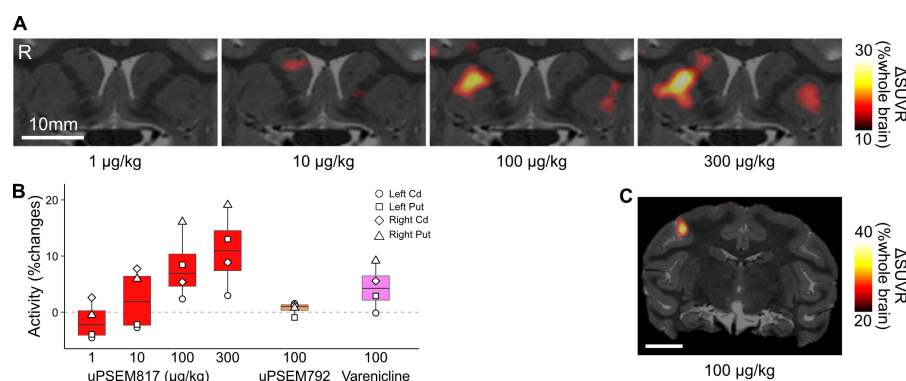 A
R
10mm
1 µg/kg
10 µg/kg
100 µg/kg
300 µg/kg
30
10
ΔSUVR
(%whole brain)
B
Activity (%changes)
20
10
0
Left Cd
Left Put
Right Cd
Right Put
1
10
100
300
100
100
uPSEM817 (µg/kg)
uPSEM792
Varenicline
C
100 µg/kg
40
20
ΔSUVR
(%whole brain)